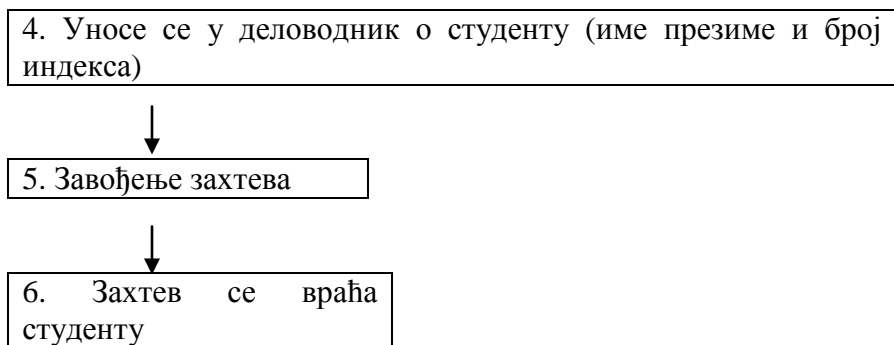 4. Уносе се у деловодник о студенту (име презиме и број
индекса)
5. Завођење захтева
6. Захтев се враћа
студенту